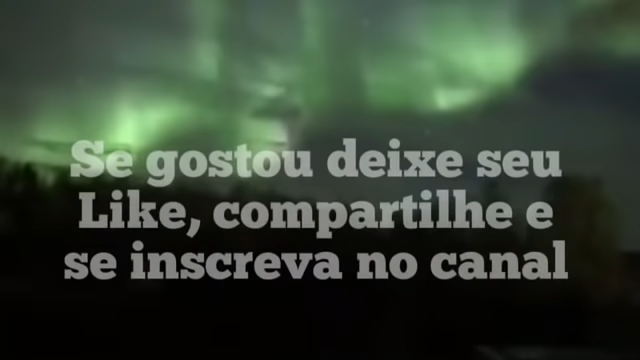 Se gostou deixe seu
Like, compartilhe e
se inscreva no canal